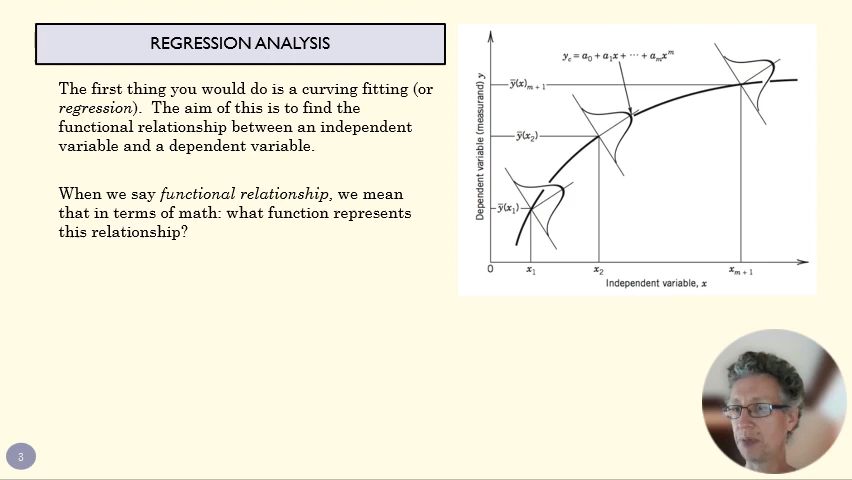 REGRESSION ANALYSIS
The first thing you would do is a curving fitting (or
regression). The aim of this is to find the
functional relationship between an independent
variable and a dependent variable.
When we say functional relationship, we mean
that in terms of math: what function represents
this relationship?
y_c = a_0 + a_1x + ··· + a_mx^m
Dependent variable (measurand) y
ȳ(x)_{m+1}
ȳ(x_2)
ȳ(x_1)
0
x_1
x_2
x_{m+1}
Independent variable, x
3